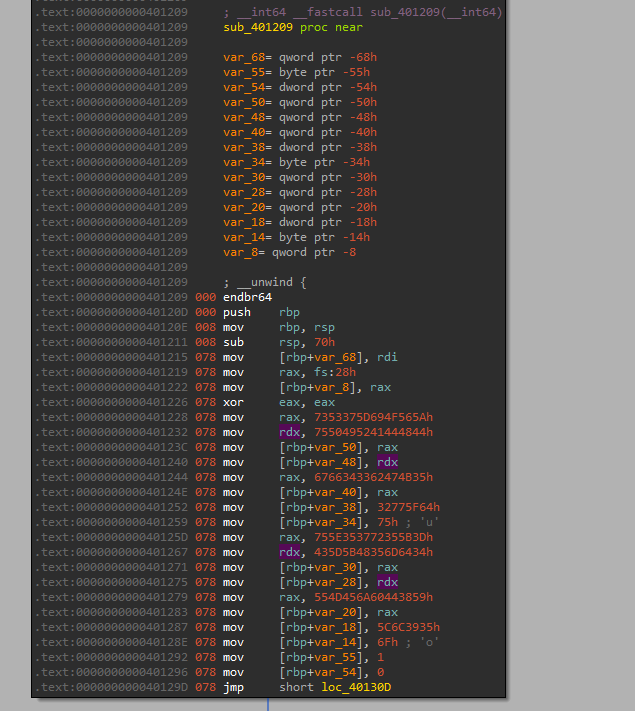 .text:0000000000401209 ; __int64 __fastcall sub_401209(__int64)
.text:0000000000401209 sub_401209 proc near
.text:0000000000401209
.text:0000000000401209 var_68= qword ptr -68h
.text:0000000000401209 var_55= byte ptr -55h
.text:0000000000401209 var_54= dword ptr -54h
.text:0000000000401209 var_50= qword ptr -50h
.text:0000000000401209 var_48= qword ptr -48h
.text:0000000000401209 var_40= qword ptr -40h
.text:0000000000401209 var_38= dword ptr -38h
.text:0000000000401209 var_34= byte ptr -34h
.text:0000000000401209 var_30= qword ptr -30h
.text:0000000000401209 var_28= qword ptr -28h
.text:0000000000401209 var_20= qword ptr -20h
.text:0000000000401209 var_18= dword ptr -18h
.text:0000000000401209 var_14= byte ptr -14h
.text:0000000000401209 var_8= qword ptr -8
.text:0000000000401209
.text:0000000000401209 ; __unwind {
.text:0000000000401209 000 endbr64
.text:000000000040120D 000 push rbp
.text:000000000040120E 008 mov rbp, rsp
.text:0000000000401211 008 sub rsp, 70h
.text:0000000000401215 078 mov [rbp+var_68], rdi
.text:0000000000401219 078 mov rax, fs:28h
.text:0000000000401222 078 mov [rbp+var_8], rax
.text:0000000000401226 078 xor eax, eax
.text:0000000000401228 078 mov rax, 7353375D694F565Ah
.text:0000000000401232 078 mov rdx, 7550495241444844h
.text:000000000040123C 078 mov [rbp+var_50], rax
.text:0000000000401240 078 mov [rbp+var_48], rdx
.text:0000000000401244 078 mov rax, 6766343362474B35h
.text:000000000040124E 078 mov [rbp+var_40], rax
.text:0000000000401252 078 mov [rbp+var_38], 32775F64h
.text:0000000000401259 078 mov [rbp+var_34], 75h ; 'u'
.text:000000000040125D 078 mov rax, 755E353772355B3Dh
.text:0000000000401267 078 mov rdx, 435D5B48356D6434h
.text:0000000000401271 078 mov [rbp+var_30], rax
.text:0000000000401275 078 mov [rbp+var_28], rdx
.text:0000000000401279 078 mov rax, 554D456A60443859h
.text:0000000000401283 078 mov [rbp+var_20], rax
.text:0000000000401287 078 mov [rbp+var_18], 5C6C3935h
.text:000000000040128E 078 mov [rbp+var_14], 6Fh ; 'o'
.text:0000000000401292 078 mov [rbp+var_55], 1
.text:0000000000401296 078 mov [rbp+var_54], 0
.text:000000000040129D 078 jmp short loc_40130D